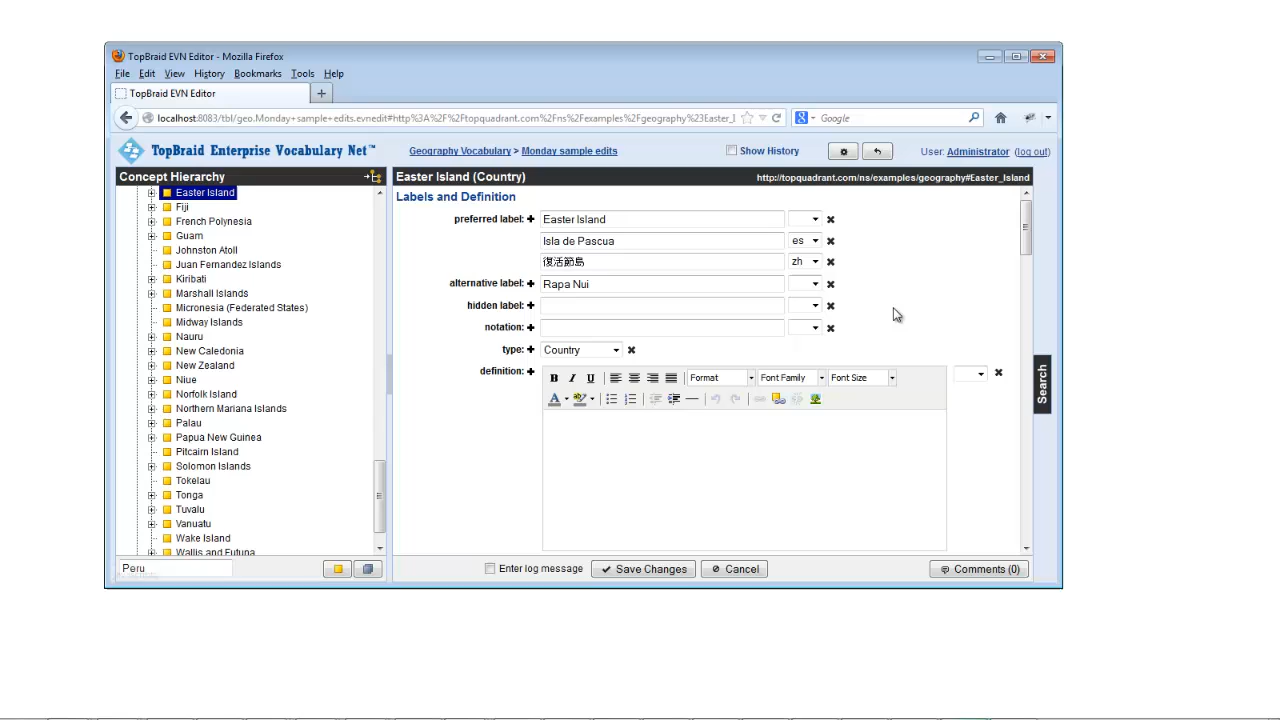 TopBraid EVN Editor - Mozilla Firefox
File Edit View History Bookmarks Tools Help
TopBraid EVN Editor
localhost:8083/tbl/geo.Monday+sample+edits.evnedit#http%3A%2F%2Ftopquadrant.com%2Fns%2Fexamples%2Fgeography%23Easter_I
Google
TopBraid Enterprise Vocabulary Net™
Geography Vocabulary > Monday sample edits
Show History
User: Administrator (log out)
Concept Hierarchy
Easter Island
Fiji
French Polynesia
Guam
Johnston Atoll
Juan Fernandez Islands
Kiribati
Marshall Islands
Micronesia (Federated States)
Midway Islands
Nauru
New Caledonia
New Zealand
Niue
Norfolk Island
Northern Mariana Islands
Palau
Papua New Guinea
Pitcairn Island
Solomon Islands
Tokelau
Tonga
Tuvalu
Vanuatu
Wake Island
Wallis and Futuna
Peru
Easter Island (Country)
http://topquadrant.com/ns/examples/geography#Easter_Island
Labels and Definition
preferred label: Easter Island
Isla de Pascua es
復活節島 zh
alternative label: Rapa Nui
hidden label:
notation:
type: Country
definition:
B I U Format Font Family Font Size
A ab
Search
Enter log message Save Changes Cancel Comments (0)